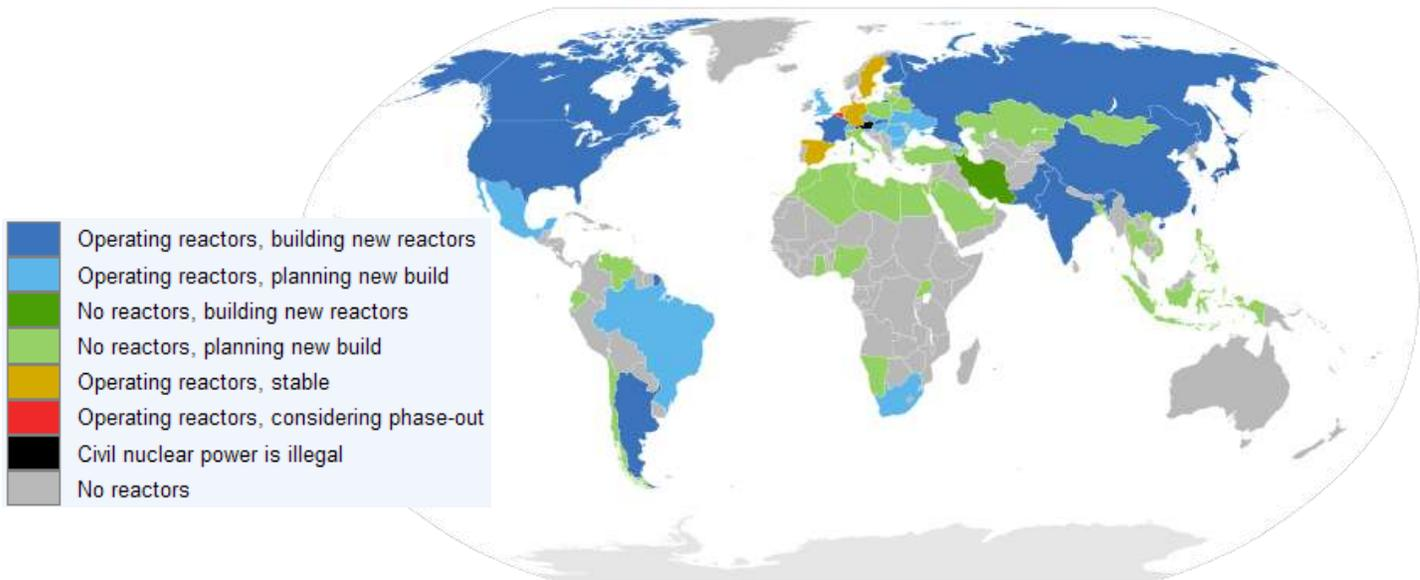 Operating reactors, building new reactors
Operating reactors, planning new build
No reactors, building new reactors
No reactors, planning new build
Operating reactors, stable
Operating reactors, considering phase-out
Civil nuclear power is illegal
No reactors